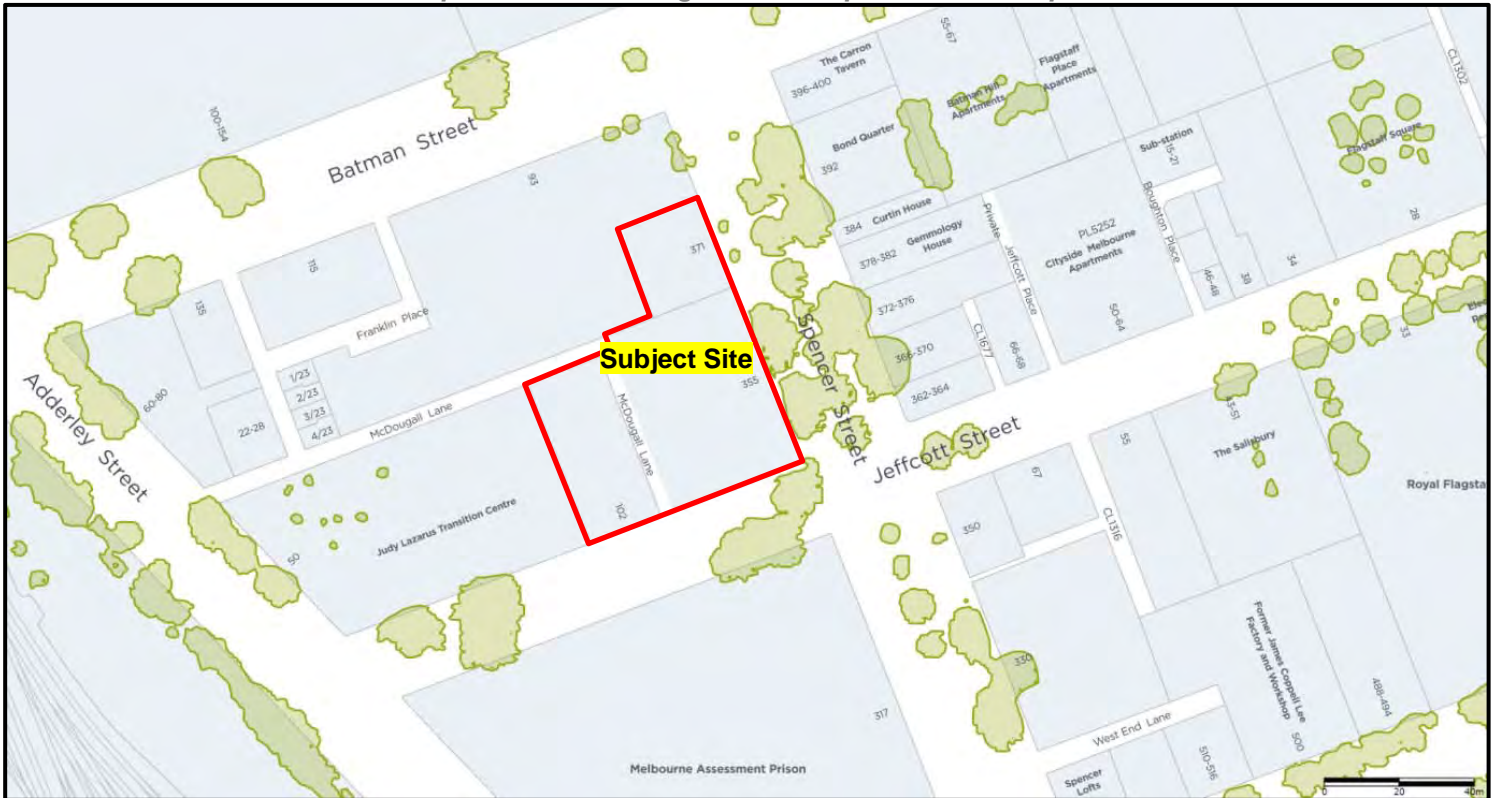 55-67
CL1302
The Carron
Tavern
396-400
Flagstaff
Place
Apartments
Batman Hill
Apartments
100-154
Batman Street
Bond Quarter
392
Sub-station
15-21
Flagstaff Square
93
384 Curtin House
378-382
Gemmology
House
Private Jeffcott Place
PL5252
Cityside Melbourne
Apartments
Boughton Place
28
34
38
46-48
371
115
135
Franklin Place
372-376
CL1677
50-64
66-68
366-370
362-364
33
Spencer Street
Subject Site
355
Adderley Street
60-80
1/23
2/23
3/23
4/23
22-28
McDougall Lane
McDougall Lane
Jeffcott Street
43-51
The Salisbury
55
67
Royal Flagsta
102
Judy Lazarus Transition Centre
50
350
CL1316
330
Former James Coppell Lee
Factory and Workshop
500
488-494
317
West End Lane
510-516
Melbourne Assessment Prison
Spencer
Lofts
0 20 40m